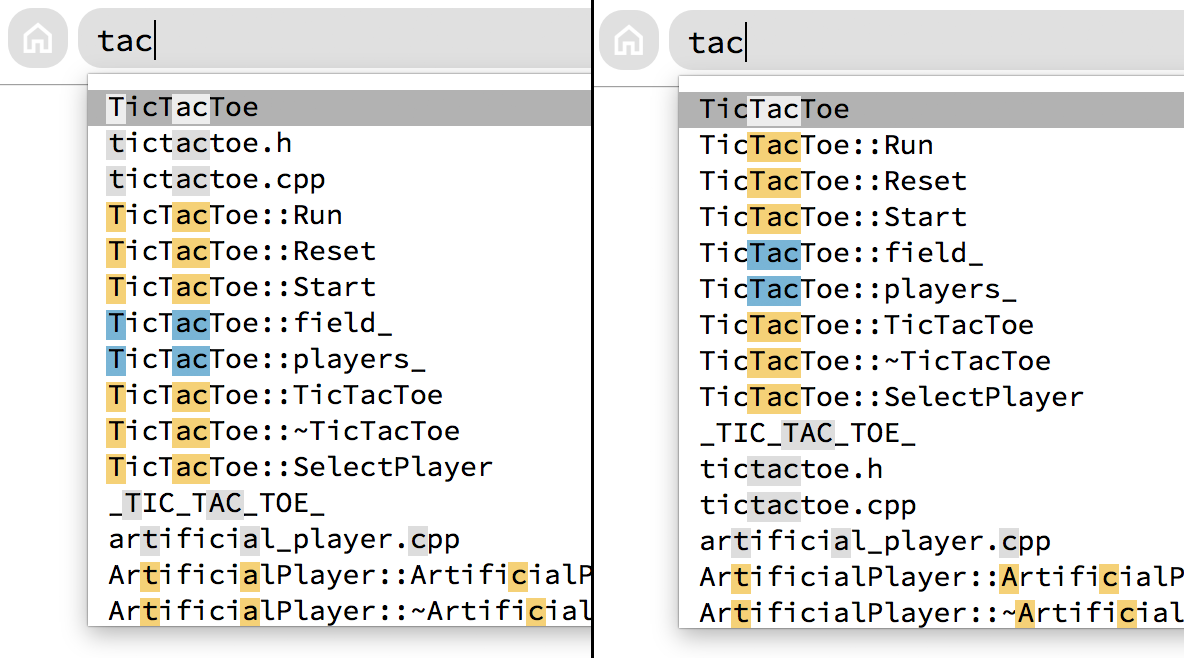 tac
TicTacToe
tictactoe.h
tictactoe.cpp
TicTacToe::Run
TicTacToe::Reset
TicTacToe::Start
TicTacToe::field_
TicTacToe::players_
TicTacToe::TicTacToe
TicTacToe::~TicTacToe
TicTacToe::SelectPlayer
_TIC_TAC_TOE_
artificial_player.cpp
ArtificialPlayer::ArtificialP
ArtificialPlayer::~Artificial
tac
TicTacToe
TicTacToe::Run
TicTacToe::Reset
TicTacToe::Start
TicTacToe::field_
TicTacToe::players_
TicTacToe::TicTacToe
TicTacToe::~TicTacToe
TicTacToe::SelectPlayer
_TIC_TAC_TOE_
tictactoe.h
tictactoe.cpp
artificial_player.cpp
ArtificialPlayer::ArtificialP
ArtificialPlayer::~Artificial